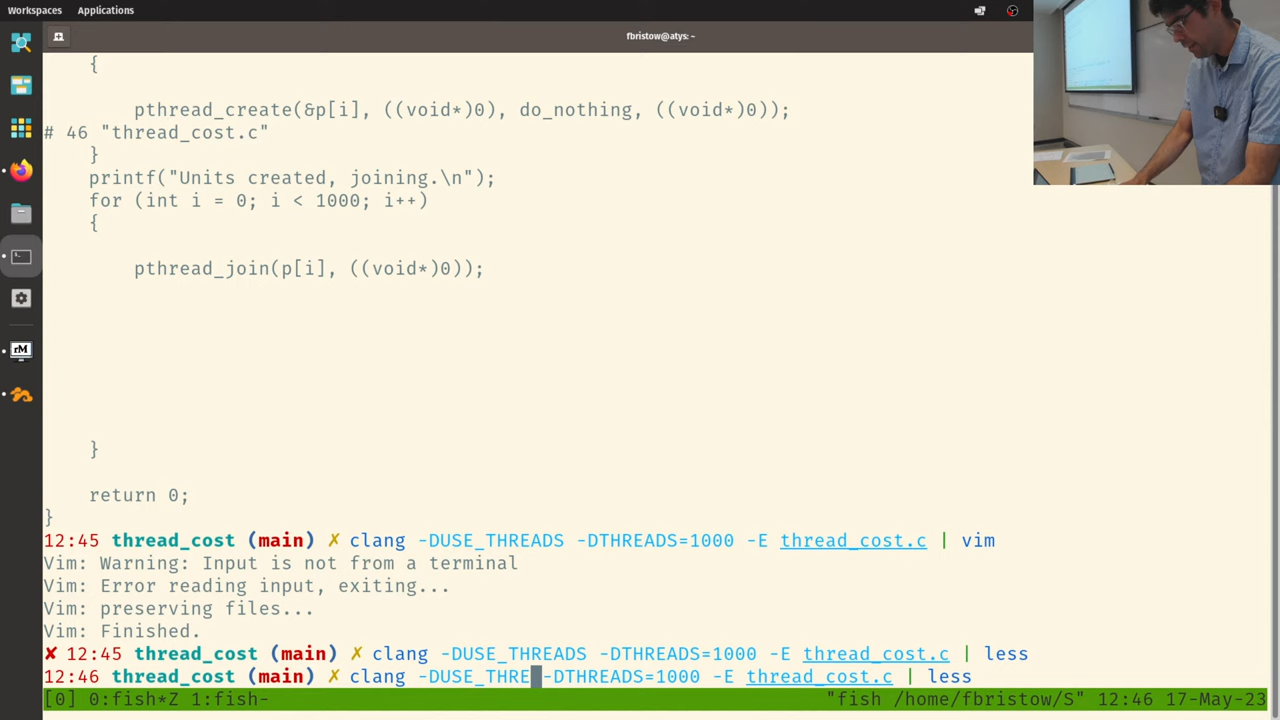 Workspaces Applications
fbristow@atys: ~
{
pthread_create(&p[i], ((void*)0), do_nothing, ((void*)0));
# 46 "thread_cost.c"
}
printf("Units created, joining.\n");
for (int i = 0; i < 1000; i++)
{
pthread_join(p[i], ((void*)0));
}
return 0;
}
12:45 thread_cost (main) ✗ clang -DUSE_THREADS -DTHREADS=1000 -E thread_cost.c | vim
Vim: Warning: Input is not from a terminal
Vim: Error reading input, exiting...
Vim: preserving files...
Vim: Finished.
✘ 12:45 thread_cost (main) ✗ clang -DUSE_THREADS -DTHREADS=1000 -E thread_cost.c | less
12:46 thread_cost (main) ✗ clang -DUSE_THRE -DTHREADS=1000 -E thread_cost.c | less
[0] 0:fish*Z 1:fish- "fish /home/fbristow/S" 12:46 17-May-23
rM